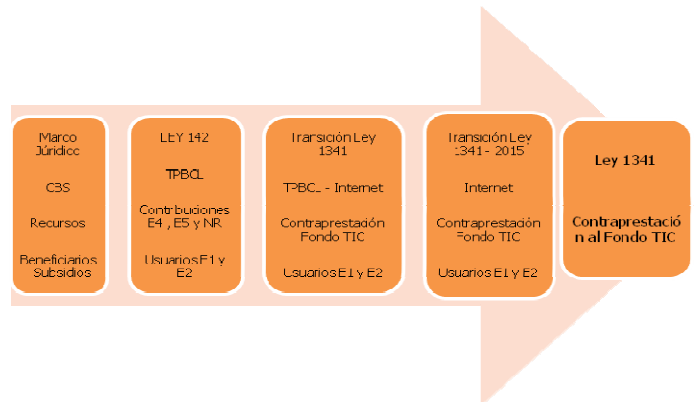 Marco
Júridico
CBS
Recursos
Beneficiarios
Subsidios
LEY 142
TPBCL
Contribuciones
E4 , E5 y NR
Usuarios E1 y
E2
Transición Ley
1341
TPBCL - Internet
Contraprestación
Fondo TIC
Usuarios E1 y E2
Transición Ley
1341 - 2015
Internet
Contraprestación
Fondo TIC
Usuarios E1 y E2
Ley 1341
Contraprestació
n al Fondo TIC